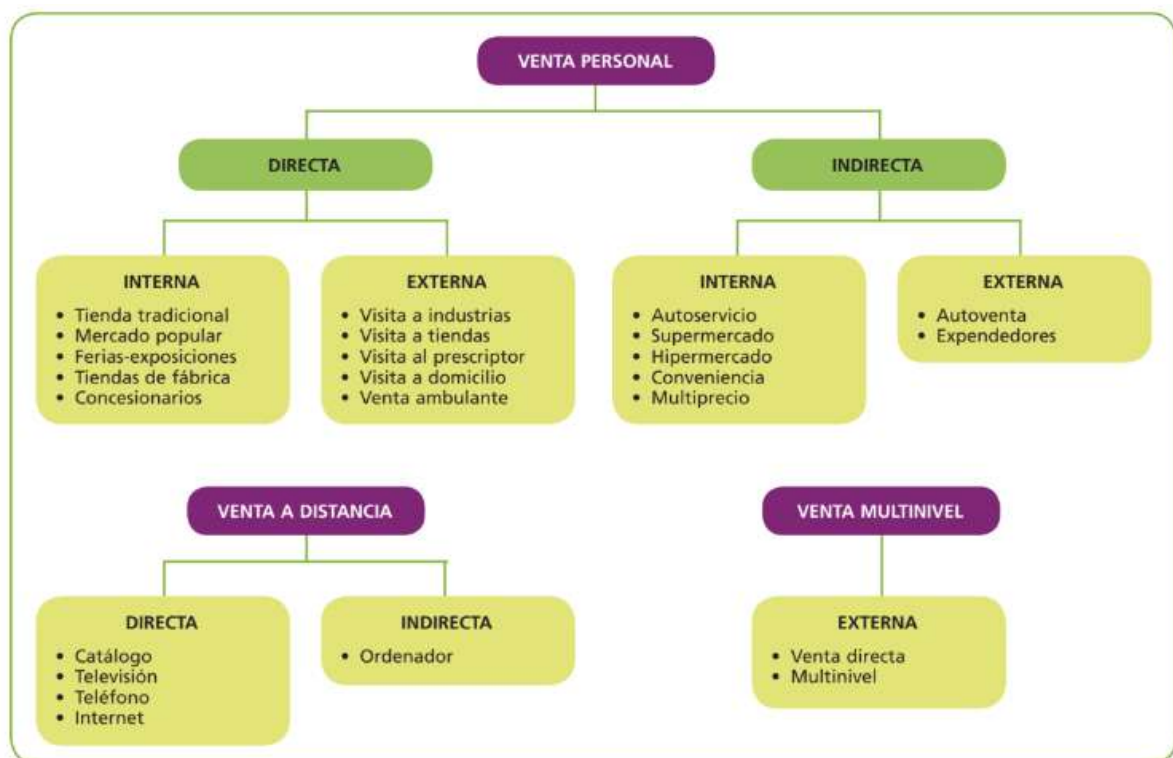 VENTA PERSONAL
DIRECTA
INDIRECTA
INTERNA
• Tienda tradicional
• Mercado popular
• Ferias-exposiciones
• Tiendas de fábrica
• Concesionarios
EXTERNA
• Visita a industrias
• Visita a tiendas
• Visita al prescriptor
• Visita a domicilio
• Venta ambulante
INTERNA
• Autoservicio
• Supermercado
• Hipermercado
• Conveniencia
• Multiprecio
EXTERNA
• Autoventa
• Expendedores
VENTA A DISTANCIA
DIRECTA
• Catálogo
• Televisión
• Teléfono
• Internet
INDIRECTA
• Ordenador
VENTA MULTINIVEL
EXTERNA
• Venta directa
• Multinivel